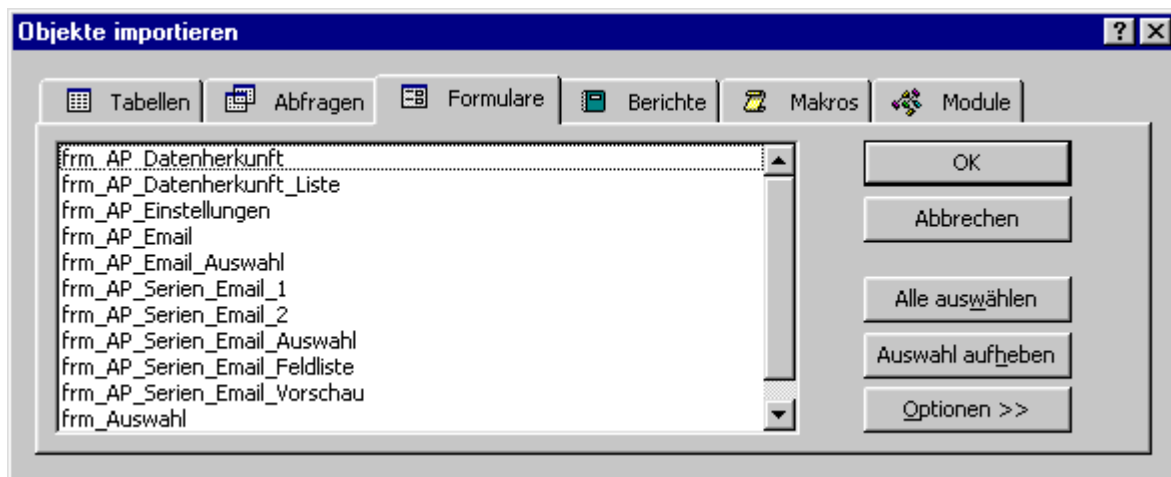 Objekte importieren
Tabellen Abfragen Formulare Berichte Makros Module
frm_AP_Datenherkunft
frm_AP_Datenherkunft_Liste
frm_AP_Einstellungen
frm_AP_Email
frm_AP_Email_Auswahl
frm_AP_Serien_Email_1
frm_AP_Serien_Email_2
frm_AP_Serien_Email_Auswahl
frm_AP_Serien_Email_Feldliste
frm_AP_Serien_Email_Vorschau
frm_Auswahl
OK
Abbrechen
Alle auswählen
Auswahl aufheben
Optionen >>